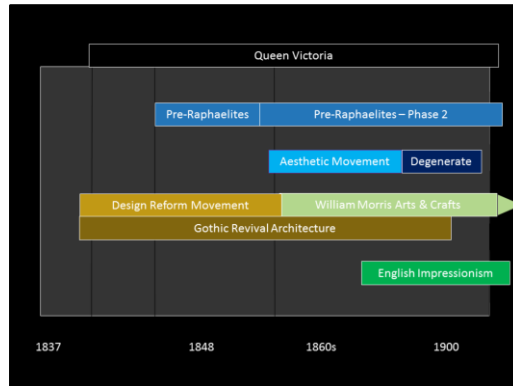 Queen Victoria
Pre-Raphaelites
Pre-Raphaelites – Phase 2
Aesthetic Movement
Degenerate
Design Reform Movement
William Morris Arts & Crafts
Gothic Revival Architecture
English Impressionism
1837
1848
1860s
1900